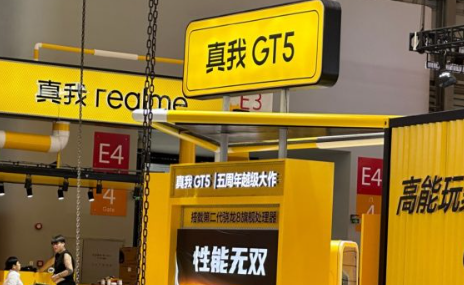 真我 GT5
真我 realme
E3
E4
E4
4
4
真我 GT5 | 五周年越级大作
搭载第二代骁龙8旗舰处理器
性能无双
高能玩